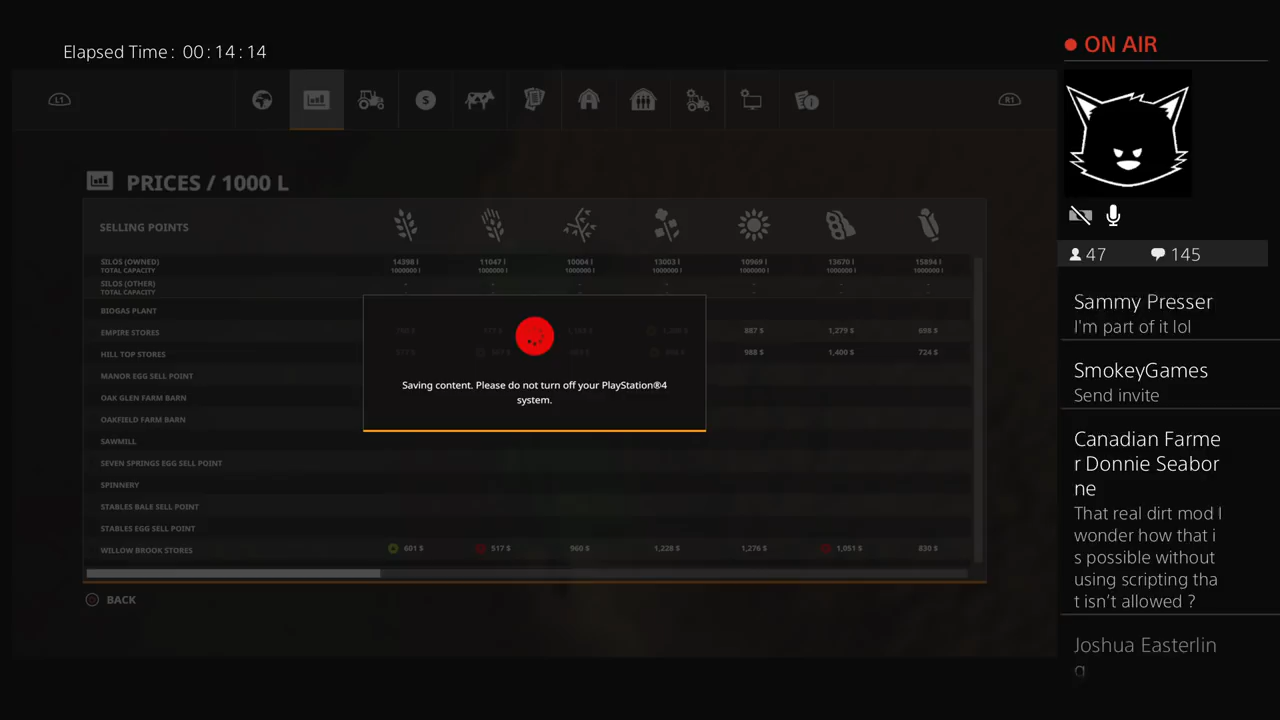 Elapsed Time: 00:14:14
ON AIR
L1
R1
PRICES / 1000 L
SELLING POINTS
SILOS (OWNED) 14398 l 11047 l 10004 l 13003 l 10969 l 13670 l 15894 l
TOTAL CAPACITY 1000000 l 1000000 l 1000000 l 1000000 l 1000000 l 1000000 l 1000000 l
SILOS (OTHER) - - - - - - -
TOTAL CAPACITY - - - - - - -
BIOGAS PLANT
EMPIRE STORES 887 $ 1,279 $ 698 $
HILL TOP STORES 988 $ 1,400 $ 724 $
MANOR EGG SELL POINT
OAK GLEN FARM BARN
OAKFIELD FARM BARN
SAWMILL
SEVEN SPRINGS EGG SELL POINT
SPINNERY
STABLES BALE SELL POINT
STABLES EGG SELL POINT
WILLOW BROOK STORES 601 $ 517 $ 960 $ 1,228 $ 1,276 $ 1,051 $ 830 $
Saving content. Please do not turn off your PlayStation®4
system.
BACK
47 145
Sammy Presser
I'm part of it lol
SmokeyGames
Send invite
Canadian Farme
r Donnie Seabor
ne
That real dirt mod I
wonder how that i
s possible without
using scripting tha
t isn't allowed ?
Joshua Easterlin
g